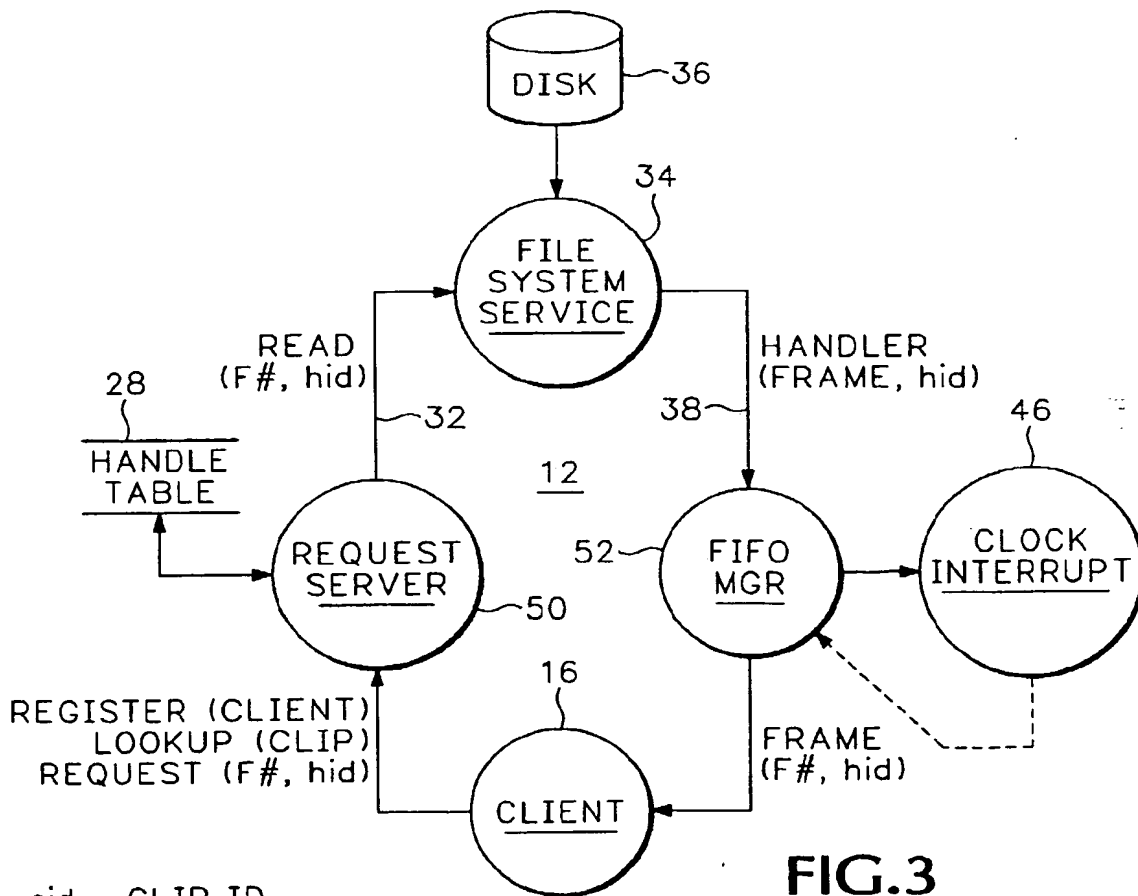 DISK
36
34
FILE
SYSTEM
SERVICE
READ
(F#, hid)
HANDLER
(FRAME, hid)
28
32
38
46
HANDLE
TABLE
12
REQUEST
SERVER
52
FIFO
MGR
CLOCK
INTERRUPT
50
16
REGISTER (CLIENT)
LOOKUP (CLIP)
REQUEST (F#, hid)
FRAME
(F#, hid)
CLIENT
FIG.3